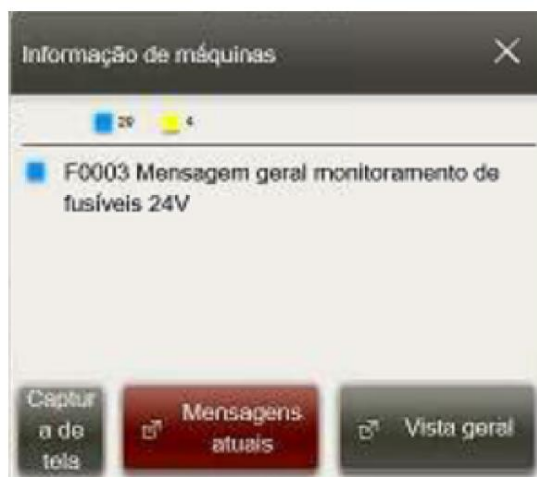 Informação de máquinas
29 4
F0003 Mensagem geral monitoramento de
fusíveis 24V
Captur
a de
tela
Mensagens
atuais
Vista geral